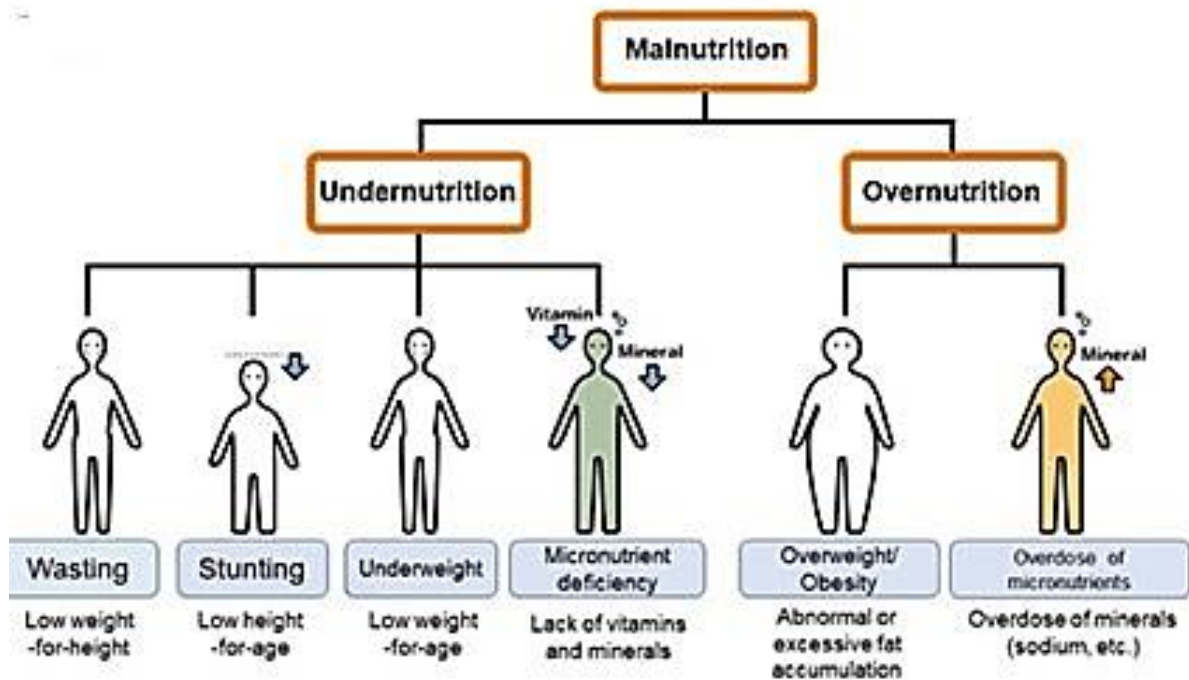 Malnutrition
Undernutrition
Overnutrition
Vitamin
Mineral
Mineral
Wasting
Low weight
-for-height
Stunting
Low height
-for-age
Underweight
Low weight
-for-age
Micronutrient
deficiency
Lack of vitamins
and minerals
Overweight/
Obesity
Abnormal or
excessive fat
accumulation
Overdose of
micronutrients
Overdose of minerals
(sodium, etc.)